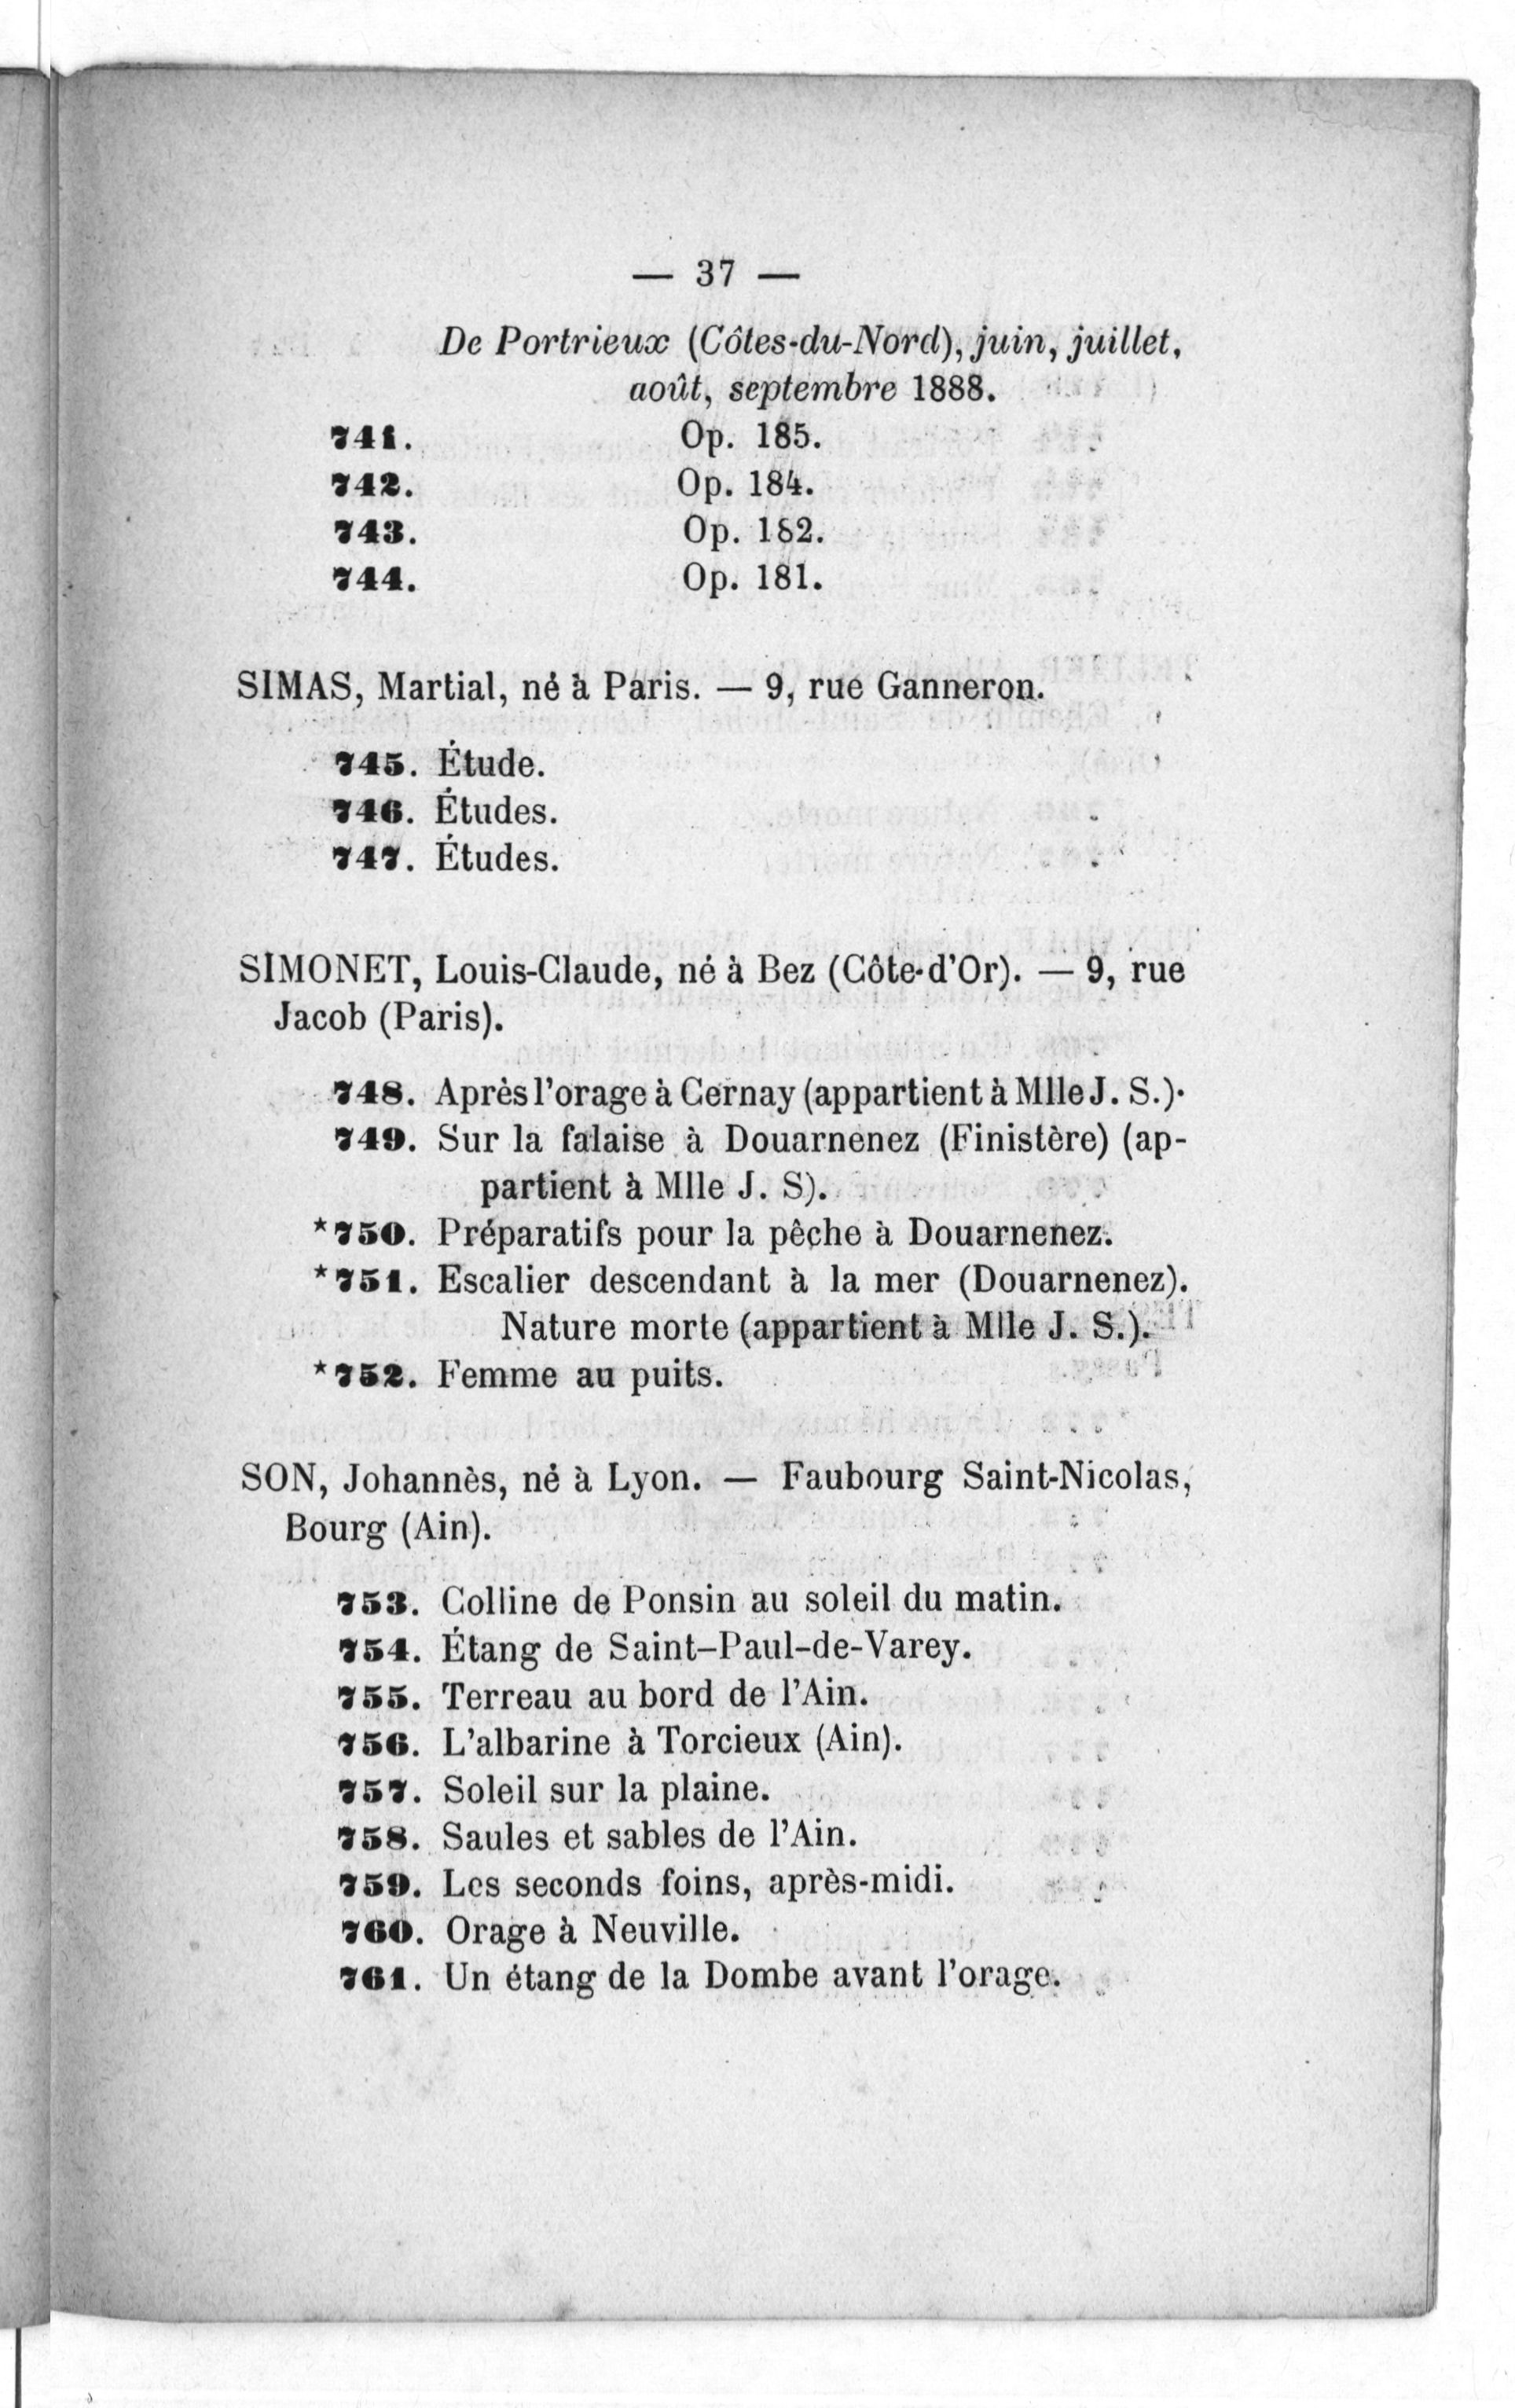 — 37 —
De Portrieux (Côtes-du-Nord), juin, juillet,
août, septembre 1888.
741. Op. 185.
742. Op. 184.
743. Op. 182.
744. Op. 181.
SIMAS, Martial, né à Paris. — 9, rue Ganneron.
745. Étude.
746. Études.
747. Études.
SIMONET, Louis-Claude, né à Bez (Côte-d'Or). — 9, rue
Jacob (Paris).
748. Après l'orage à Cernay (appartient à Mlle J. S.).
749. Sur la falaise à Douarnenez (Finistère) (ap-
partient à Mlle J. S).
*750. Préparatifs pour la pêche à Douarnenez.
*751. Escalier descendant à la mer (Douarnenez).
Nature morte (appartient à Mlle J. S.).
*752. Femme au puits.
SON, Johannès, né à Lyon. — Faubourg Saint-Nicolas,
Bourg (Ain).
753. Colline de Ponsin au soleil du matin.
754. Étang de Saint-Paul-de-Varey.
755. Terreau au bord de l'Ain.
756. L'albarine à Torcieux (Ain).
757. Soleil sur la plaine.
758. Saules et sables de l'Ain.
759. Les seconds foins, après-midi.
760. Orage à Neuville.
761. Un étang de la Dombe avant l'orage.